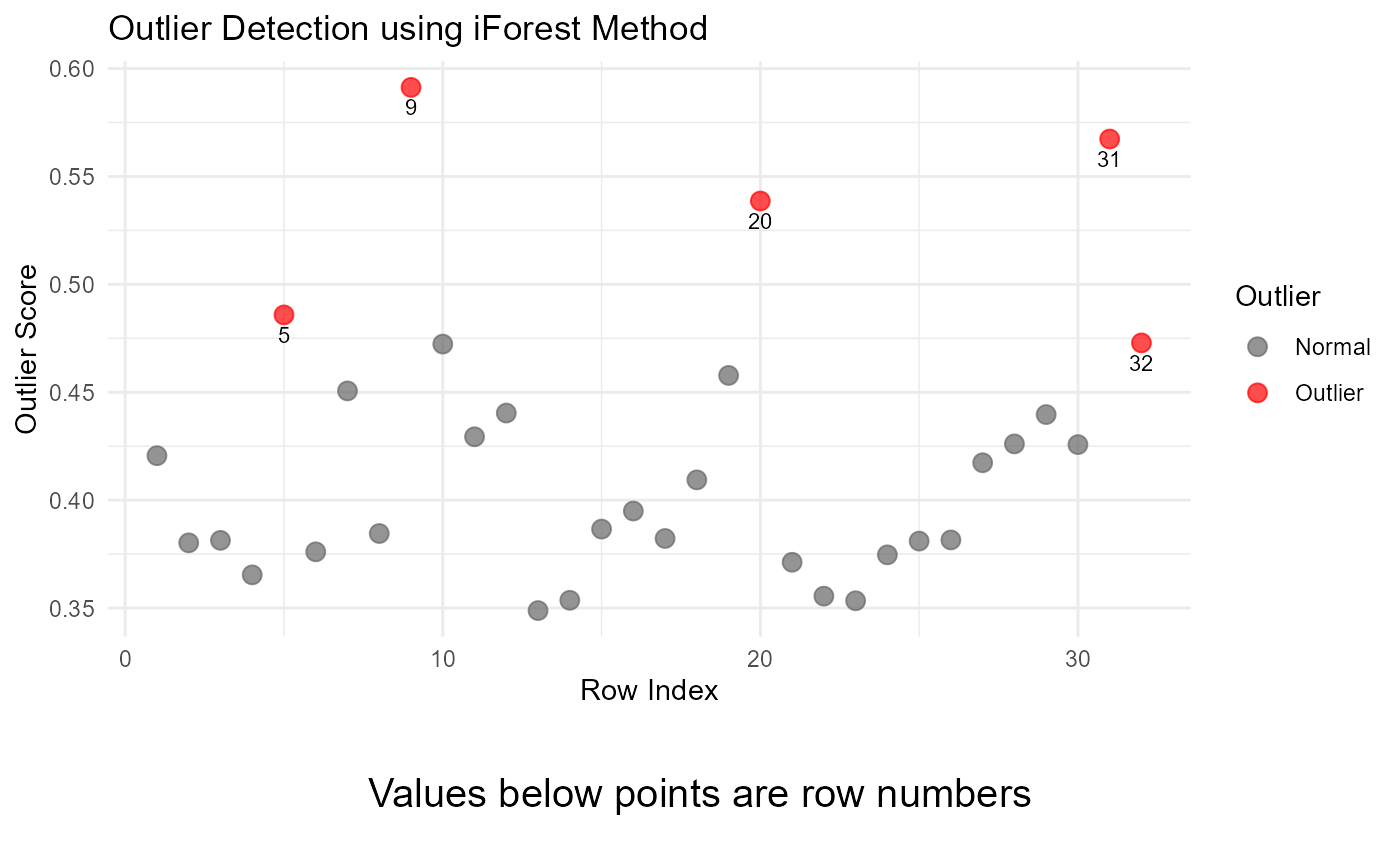 Outlier Detection using iForest Method
0.60
0.55
0.50
0.45
0.40
0.35
Outlier Score
9
31
20
5
32
0 10 20 30
Row Index
Outlier
Normal
Outlier
Values below points are row numbers